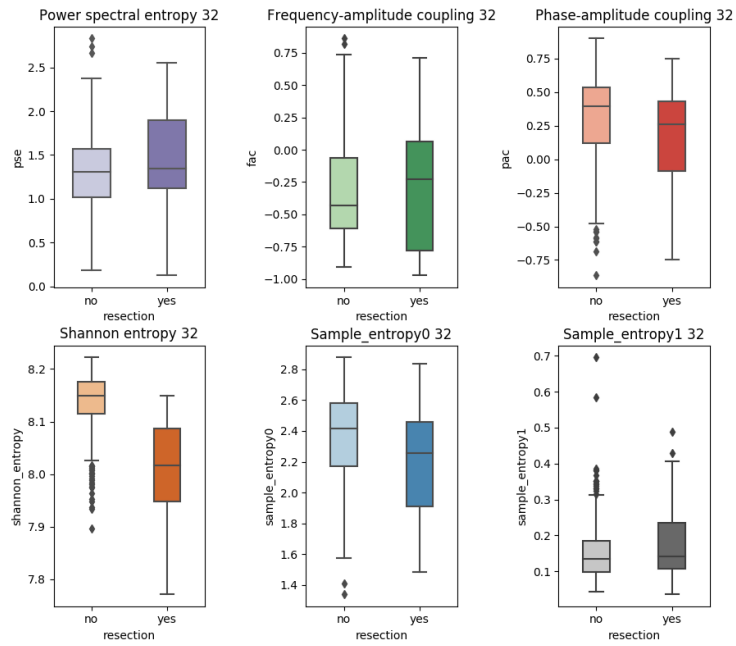 Power spectral entropy 32
Frequency-amplitude coupling 32
Phase-amplitude coupling 32
2.5
2.0
1.5
1.0
0.5
0.0
pse
no
yes
resection
0.75
0.50
0.25
0.00
−0.25
−0.50
−0.75
−1.00
fac
no
yes
resection
0.75
0.50
0.25
0.00
−0.25
−0.50
−0.75
pac
no
yes
resection
Shannon entropy 32
Sample_entropy0 32
Sample_entropy1 32
8.2
8.1
8.0
7.9
7.8
shannon_entropy
no
yes
resection
2.8
2.6
2.4
2.2
2.0
1.8
1.6
1.4
sample_entropy0
no
yes
resection
0.7
0.6
0.5
0.4
0.3
0.2
0.1
sample_entropy1
no
yes
resection